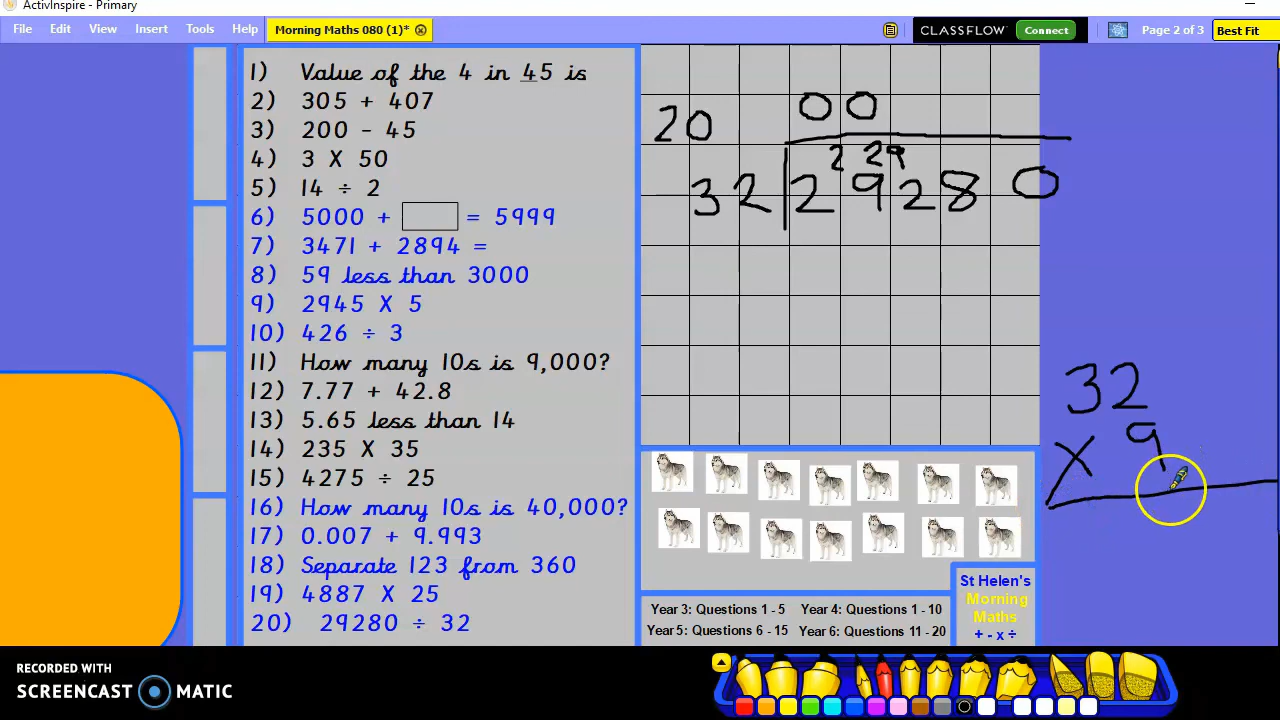 ActivInspire - Primary
File Edit View Insert Tools Help Morning Maths 080 (1)* CLASSFLOW Connect Page 2 of 3 Best Fit
1) Value of the 4 in 45 is
2) 305 + 407
3) 200 - 45
4) 3 X 50
5) 14 ÷ 2
6) 5000 + = 5999
7) 3471 + 2894 =
8) 59 less than 3000
9) 2945 X 5
10) 426 ÷ 3
11) How many 10s is 9,000?
12) 7.77 + 42.8
13) 5.65 less than 14
14) 235 X 35
15) 4275 ÷ 25
16) How many 10s is 40,000?
17) 0.007 + 9.993
18) Separate 123 from 360
19) 4887 X 25
20) 29280 ÷ 32
20 00
2 29
32 29280
32
X 9
Year 3: Questions 1 - 5 Year 4: Questions 1 - 10
Year 5: Questions 6 - 15 Year 6: Questions 11 - 20
St Helen's
Morning
Maths
+ - x ÷
RECORDED WITH
SCREENCAST MATIC